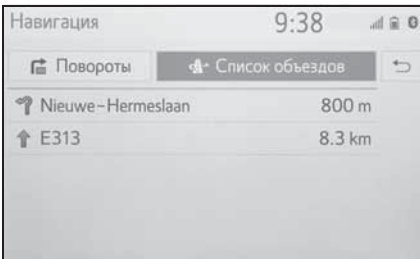 Навигация 9:38
Повороты Список объездов
Nieuwe-Hermeslaan 800 m
E313 8.3 km